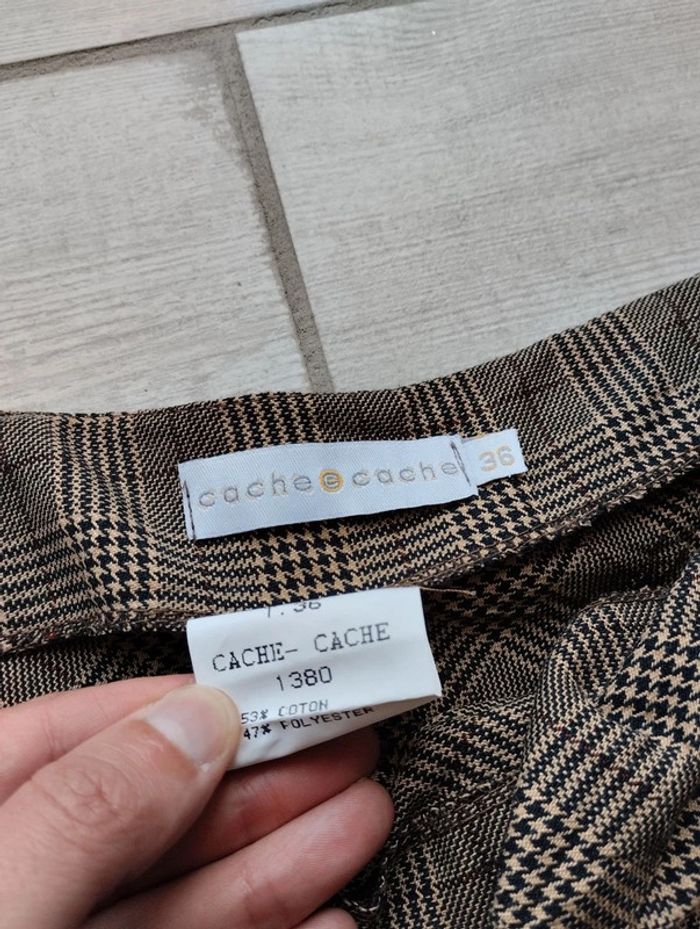 cache e cache
36
T.36
CACHE- CACHE
1380
53% COTON
47% POLYESTER